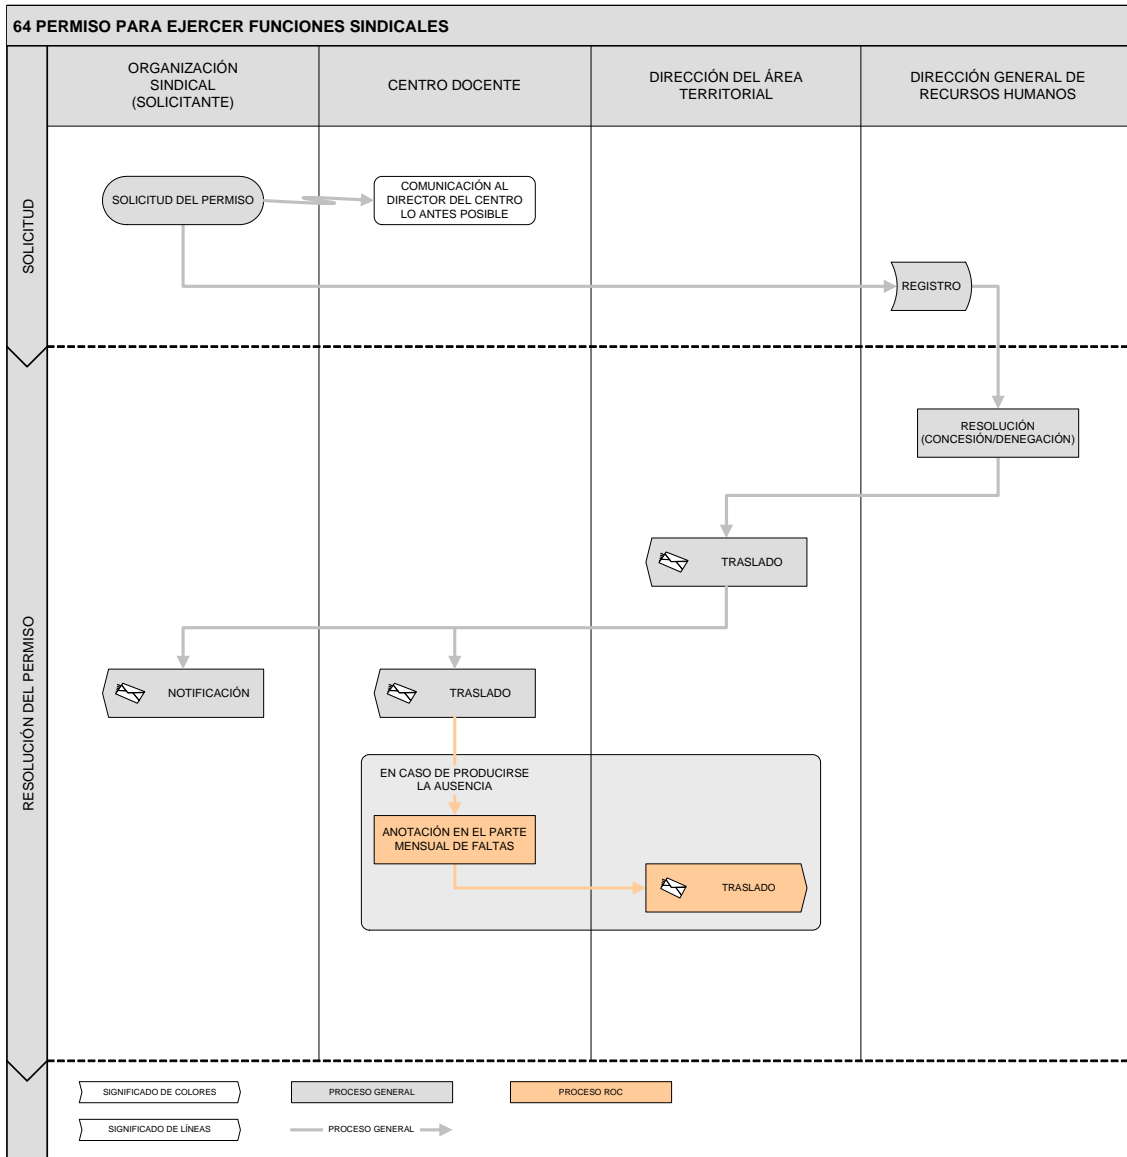 64 PERMISO PARA EJERCER FUNCIONES SINDICALES
ORGANIZACIÓN
SINDICAL
(SOLICITANTE)
CENTRO DOCENTE
DIRECCIÓN DEL ÁREA
TERRITORIAL
DIRECCIÓN GENERAL DE
RECURSOS HUMANOS
SOLICITUD
SOLICITUD DEL PERMISO
COMUNICACIÓN AL
DIRECTOR DEL CENTRO
LO ANTES POSIBLE
REGISTRO
RESOLUCIÓN DEL PERMISO
RESOLUCIÓN
(CONCESIÓN/DENEGACIÓN)
TRASLADO
NOTIFICACIÓN
TRASLADO
EN CASO DE PRODUCIRSE
LA AUSENCIA
ANOTACIÓN EN EL PARTE
MENSUAL DE FALTAS
TRASLADO
SIGNIFICADO DE COLORES
PROCESO GENERAL
PROCESO ROC
SIGNIFICADO DE LÍNEAS
PROCESO GENERAL